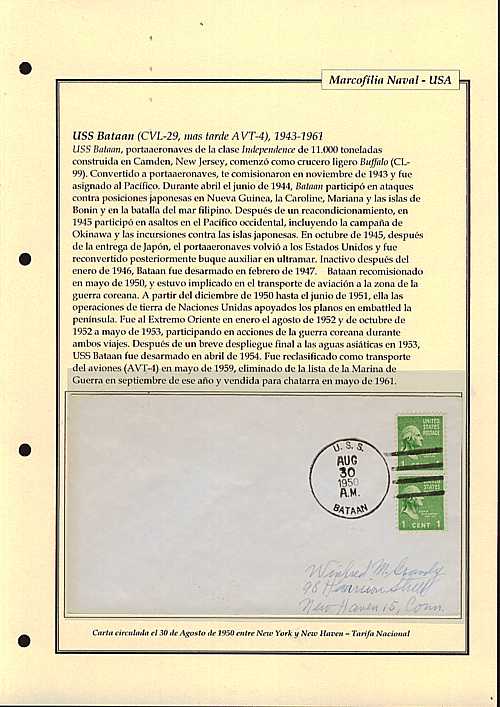 Marcofilia Naval - USA
USS Bataan (CVL-29, mas tarde AVT-4), 1943-1961
USS Bataan, portaaeronaves de la clase Independence de 11.000 toneladas
construida en Camden, New Jersey, comenzó como crucero ligero Buffalo (CL-
99). Convertido a portaaeronaves, te comisionaron en noviembre de 1943 y fue
asignado al Pacífico. Durante abril el junio de 1944, Bataan participó en ataques
contra posiciones japonesas en Nueva Guinea, la Caroline, Mariana y las islas de
Bonin y en la batalla del mar filipino. Después de un reacondicionamiento, en
1945 participó en asaltos en el Pacífico occidental, incluyendo la campaña de
Okinawa y las incursiones contra las islas japonesas. En octubre de 1945, después
de la entrega de Japón, el portaaeronaves volvió a los Estados Unidos y fue
reconvertido posteriormente buque auxiliar en ultramar. Inactivo después del
enero de 1946, Bataan fue desarmado en febrero de 1947. Bataan recomisionado
en mayo de 1950, y estuvo implicado en el transporte de aviación a la zona de la
guerra coreana. A partir del diciembre de 1950 hasta el junio de 1951, ella las
operaciones de tierra de Naciones Unidas apoyados los planos en embattled la
península. Fue al Extremo Oriente en enero el agosto de 1952 y de octubre de
1952 a mayo de 1953, participando en acciones de la guerra coreana durante
ambos viajes. Después de un breve despliegue final a las aguas asiáticas en 1953,
USS Bataan fue desarmado en abril de 1954. Fue reclasificado como transporte
del aviones (AVT-4) en mayo de 1959, eliminado de la lista de la Marina de
Guerra en septiembre de ese año y vendida para chatarra en mayo de 1961.
UNITED
STATES
POSTAGE
U.S.S.
AUG
30
1950
A.M.
BATAAN
UNITED STATES
1 CENT 1
Winifred M. Grandy
98 Harrison Street
New Haven 15, Conn.
Carta circulada el 30 de Agosto de 1950 entre New York y New Haven – Tarifa Nacional